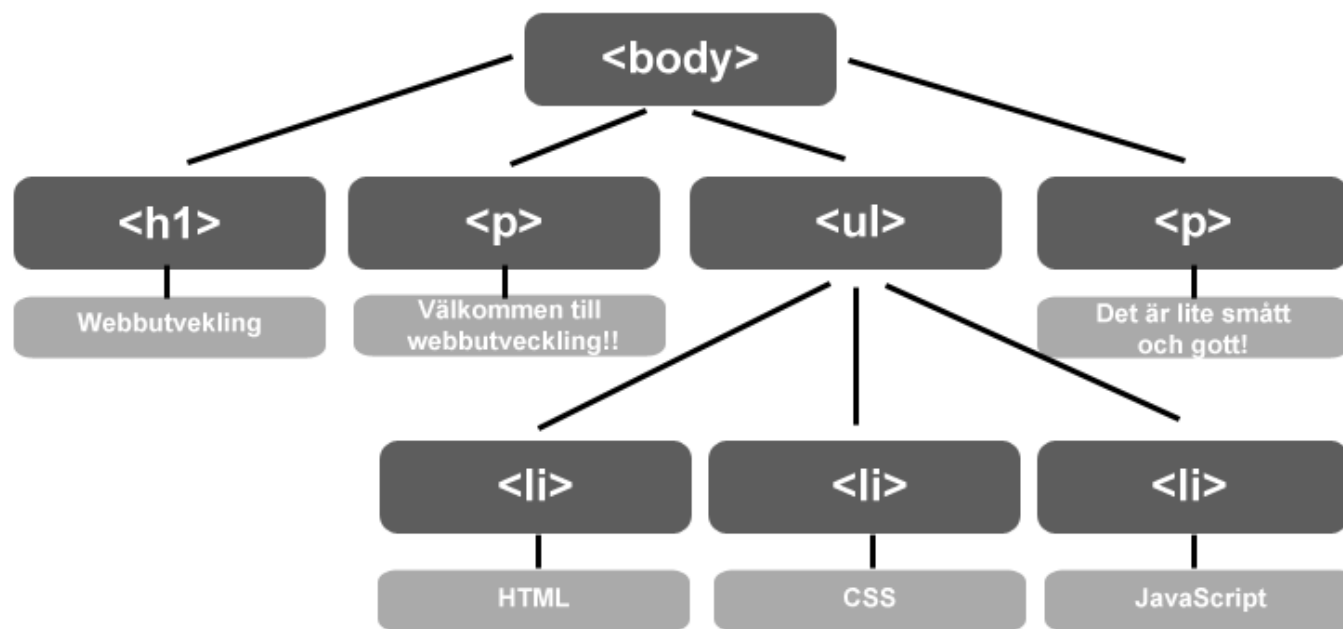 <body>
<h1>
<p>
<ul>
<p>
Webbutvekling
Välkommen till
webbutveckling!!
Det är lite smått
och gott!
<li>
<li>
<li>
HTML
CSS
JavaScript